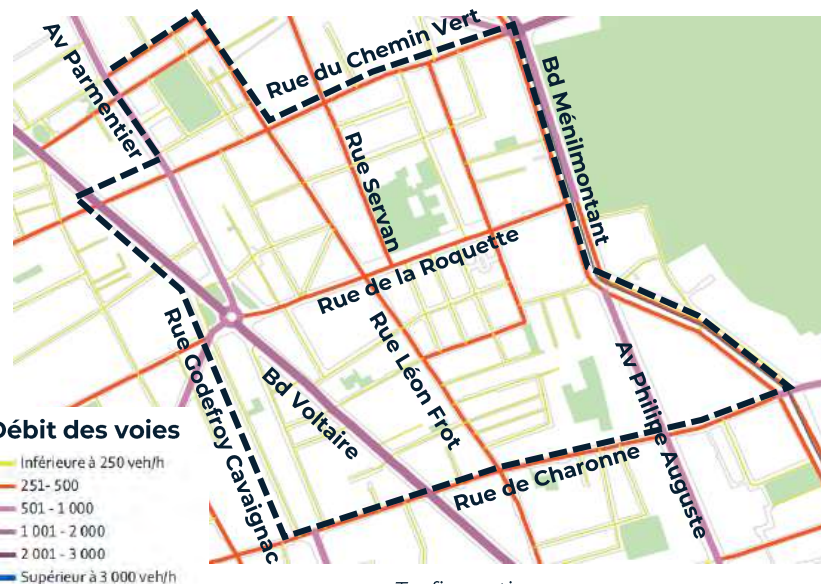 Av Parmentier
Rue du Chemin Vert
Bd Ménilmontant
Rue Servan
Rue de la Roquette
Rue Léon Frot
Rue Godefroy Cavaignac
Bd Voltaire
Av Philipe Auguste
Rue de Charonne
Débit des voies
Inférieure à 250 veh/h
251- 500
501 - 1 000
1 001 - 2 000
2 001 - 3 000
Supérieur à 3 000 veh/h